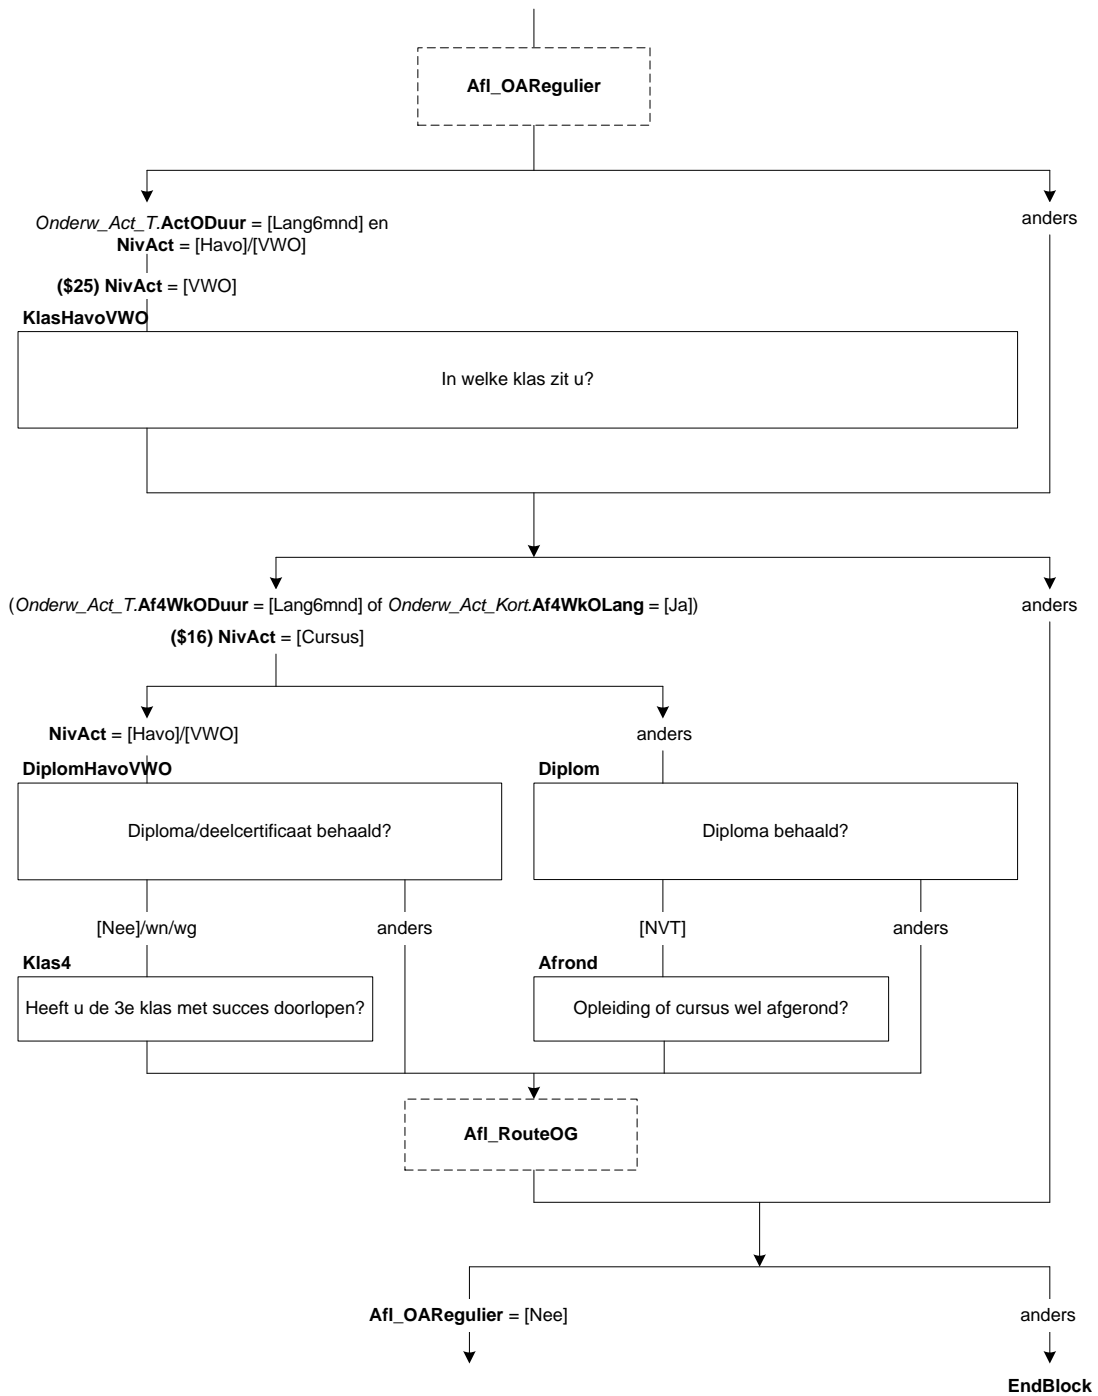 Afl_OARegulier
Onderw_Act_T.ActODuur = [Lang6mnd] en
anders
NivAct = [Havo]/[VWO]
($25) NivAct = [VWO]
KlasHavoVWO
In welke klas zit u?
(Onderw_Act_T.Af4WkODuur = [Lang6mnd] of Onderw_Act_Kort.Af4WkOLang = [Ja])
anders
($16) NivAct = [Cursus]
NivAct = [Havo]/[VWO]
anders
DiplomHavoVWO
Diplom
Diploma/deelcertificaat behaald?
Diploma behaald?
[Nee]/wn/wg
anders
[NVT]
anders
Klas4
Afrond
Heeft u de 3e klas met succes doorlopen?
Opleiding of cursus wel afgerond?
Afl_RouteOG
Afl_OARegulier = [Nee]
anders
EndBlock